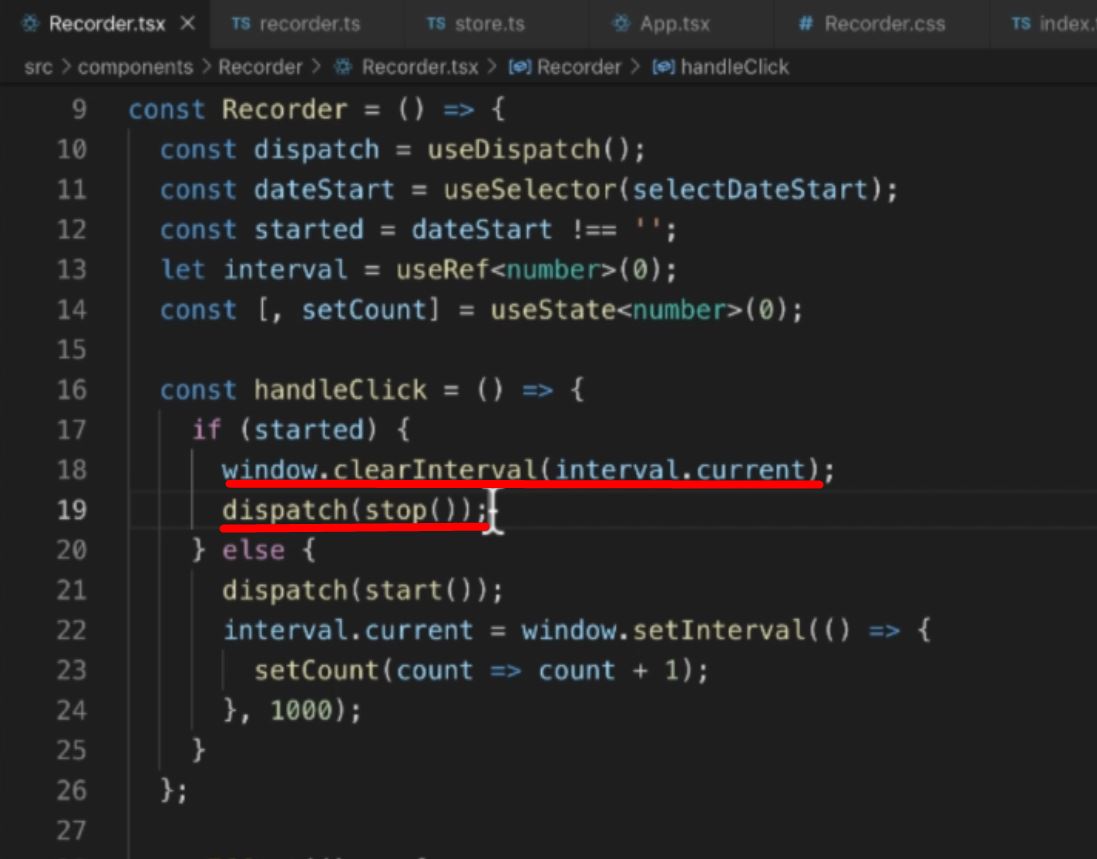 Recorder.tsx × TS recorder.ts TS store.ts App.tsx # Recorder.css TS index.
src > components > Recorder > Recorder.tsx > Recorder > handleClick
9 const Recorder = () => {
10 const dispatch = useDispatch();
11 const dateStart = useSelector(selectDateStart);
12 const started = dateStart !== '';
13 let interval = useRef<number>(0);
14 const [, setCount] = useState<number>(0);
15
16 const handleClick = () => {
17 if (started) {
18 window.clearInterval(interval.current);
19 dispatch(stop());
20 } else {
21 dispatch(start());
22 interval.current = window.setInterval(() => {
23 setCount(count => count + 1);
24 }, 1000);
25 }
26 };
27